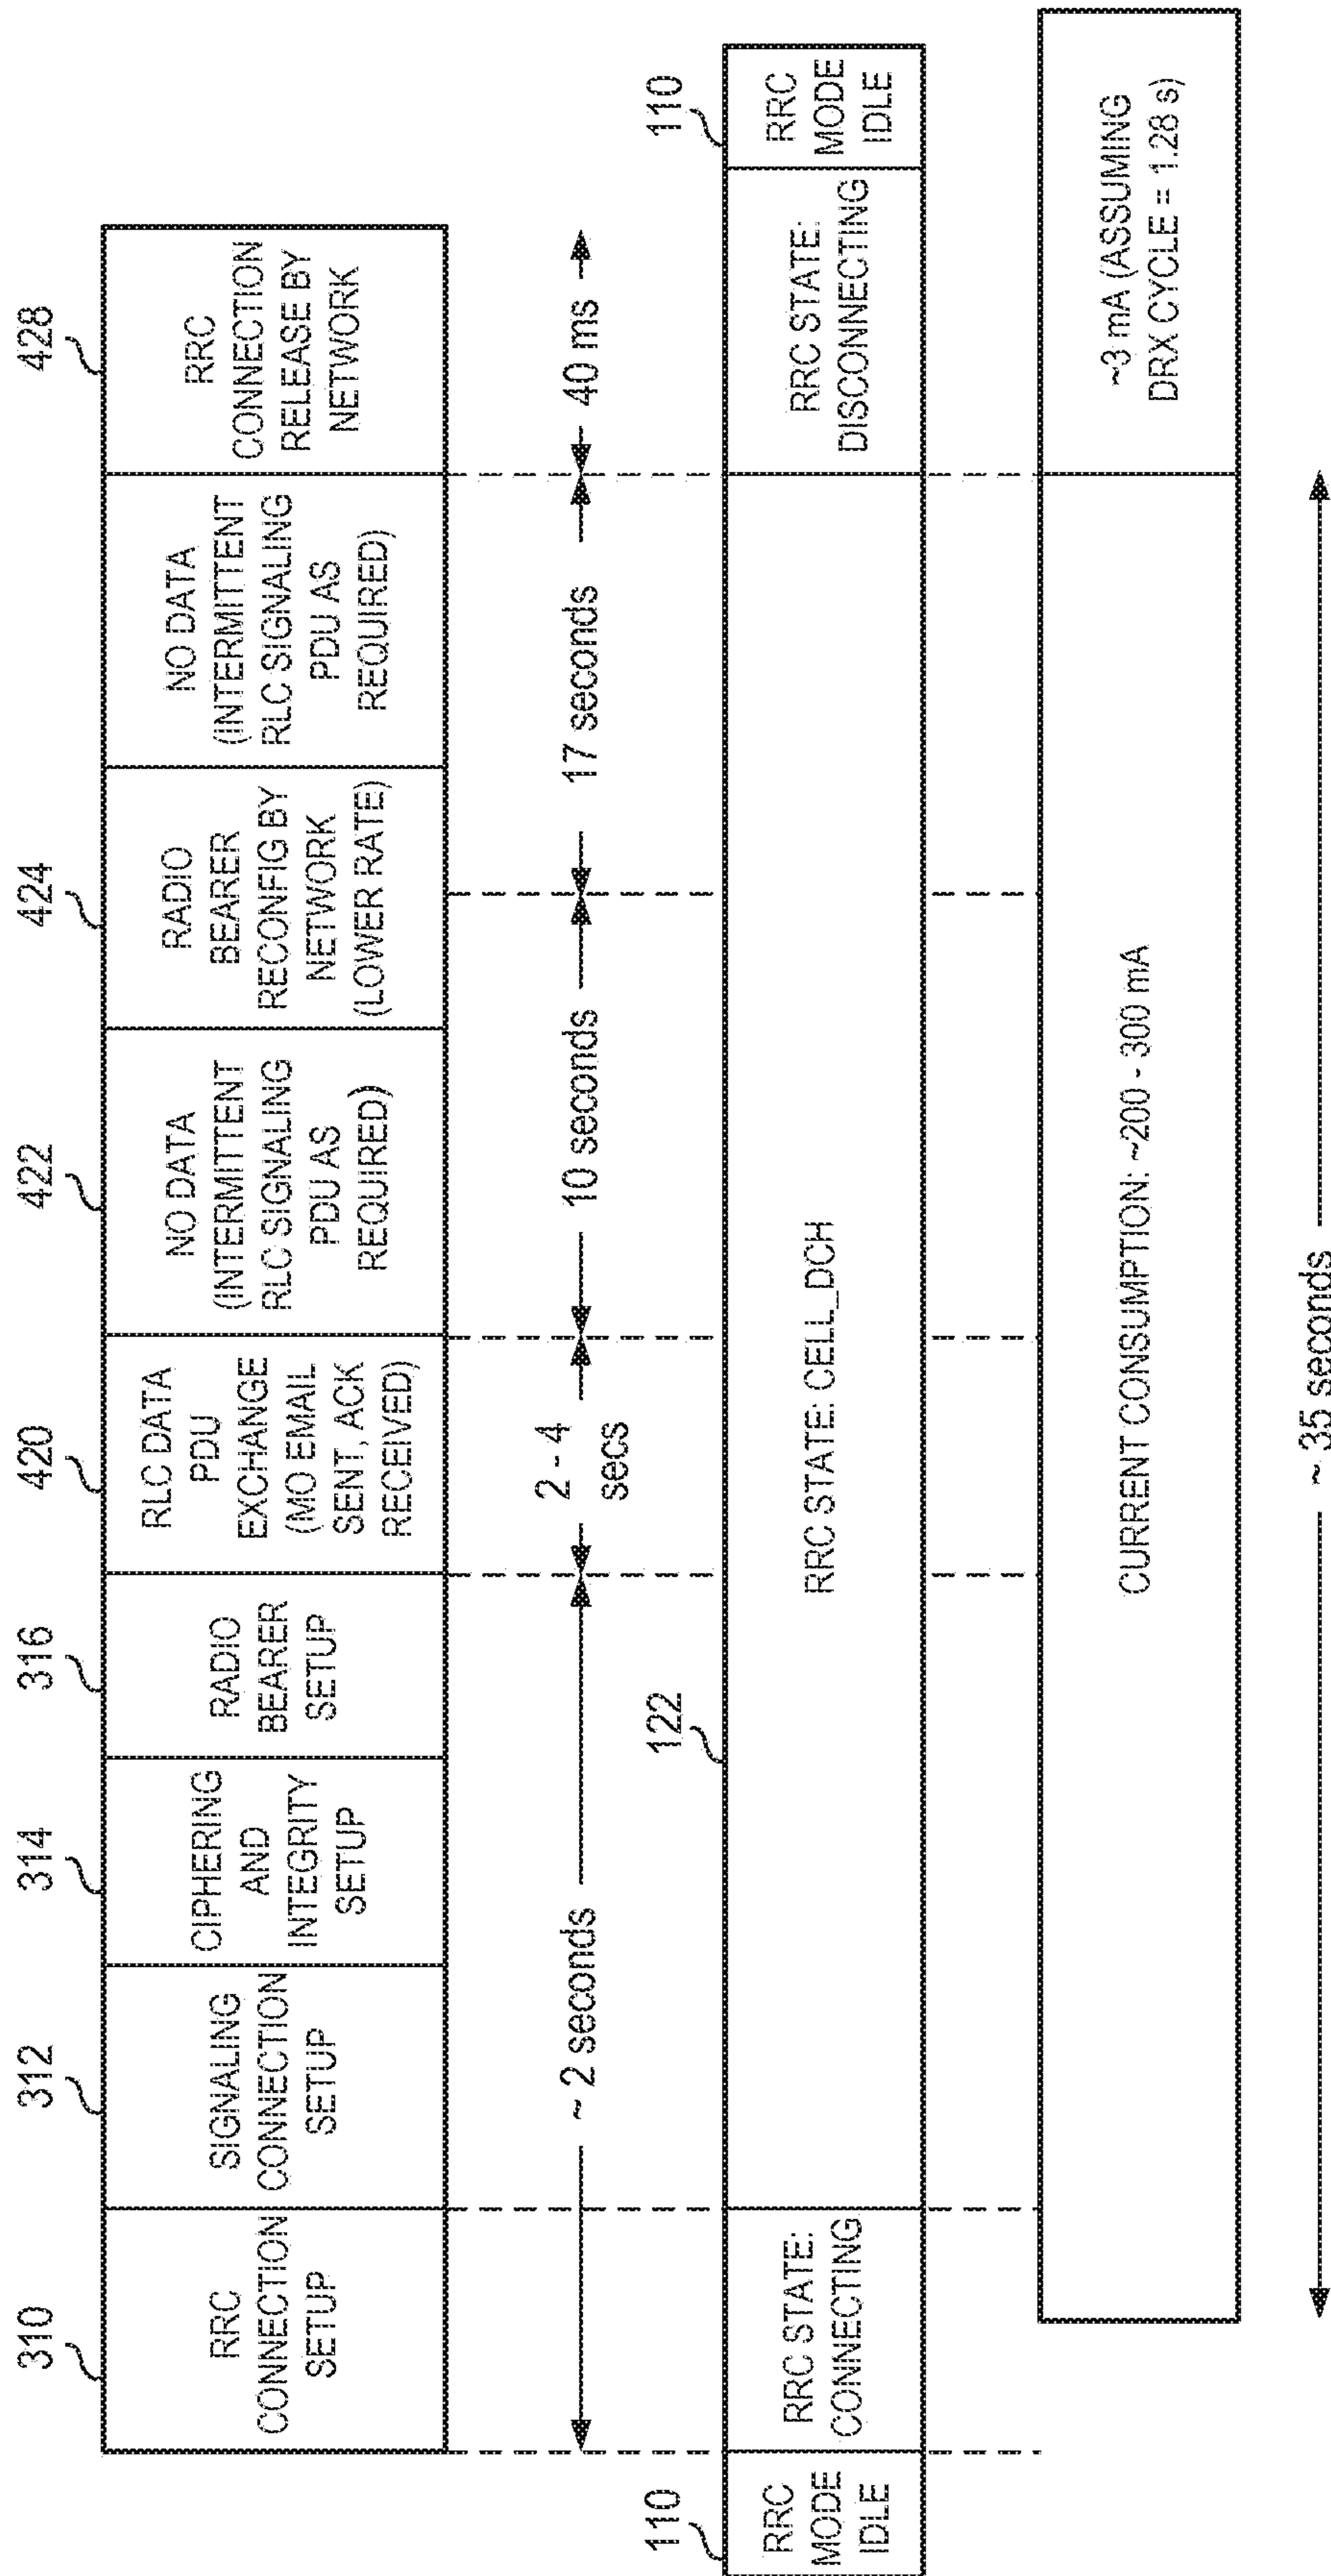 310
312
314
316
420
422
424
428
RRC
CONNECTION
SETUP
SIGNALING
CONNECTION
SETUP
CIPHERING
AND
INTEGRITY
SETUP
RADIO
BEARER
SETUP
RLC DATA
PDU
EXCHANGE
(MO EMAIL
SENT, ACK
RECEIVED)
NO DATA
(INTERMITTENT
RLC SIGNALING
PDU AS
REQUIRED)
RADIO
BEARER
RECONFIG BY
NETWORK
(LOWER RATE)
NO DATA
(INTERMITTENT
RLC SIGNALING
PDU AS
REQUIRED)
RRC
CONNECTION
RELEASE BY
NETWORK
~ 2 seconds
2 - 4
secs
10 seconds
17 seconds
40 ms
110
122
110
RRC
MODE
IDLE
RRC STATE:
CONNECTING
RRC STATE: CELL_DCH
RRC STATE:
DISCONNECTING
RRC
MODE
IDLE
CURRENT CONSUMPTION: ~200 - 300 mA
~3 mA (ASSUMING
DRX CYCLE = 1.28 s)
~ 35 seconds